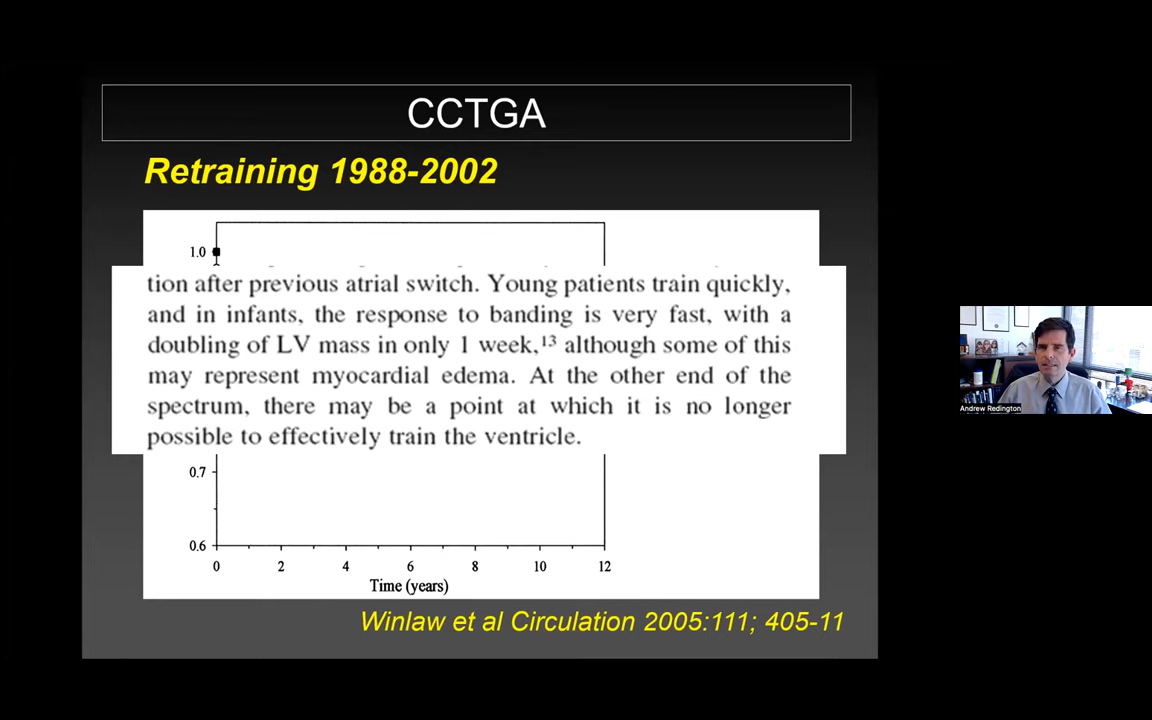 CCTGA
Retraining 1988-2002
1.0
tion after previous atrial switch. Young patients train quickly,
and in infants, the response to banding is very fast, with a
doubling of LV mass in only 1 week,¹³ although some of this
may represent myocardial edema. At the other end of the
spectrum, there may be a point at which it is no longer
possible to effectively train the ventricle.
0.7
0.6
0 2 4 6 8 10 12
Time (years)
Winlaw et al Circulation 2005:111; 405-11
Andrew Redington